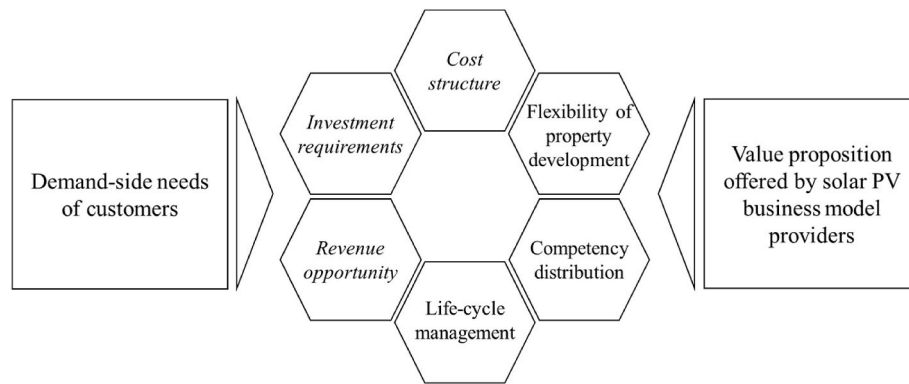 Cost
structure
Investment
requirements
Flexibility of
property
development
Demand-side needs
of customers
Value proposition
offered by solar PV
business model
providers
Revenue
opportunity
Competency
distribution
Life-cycle
management